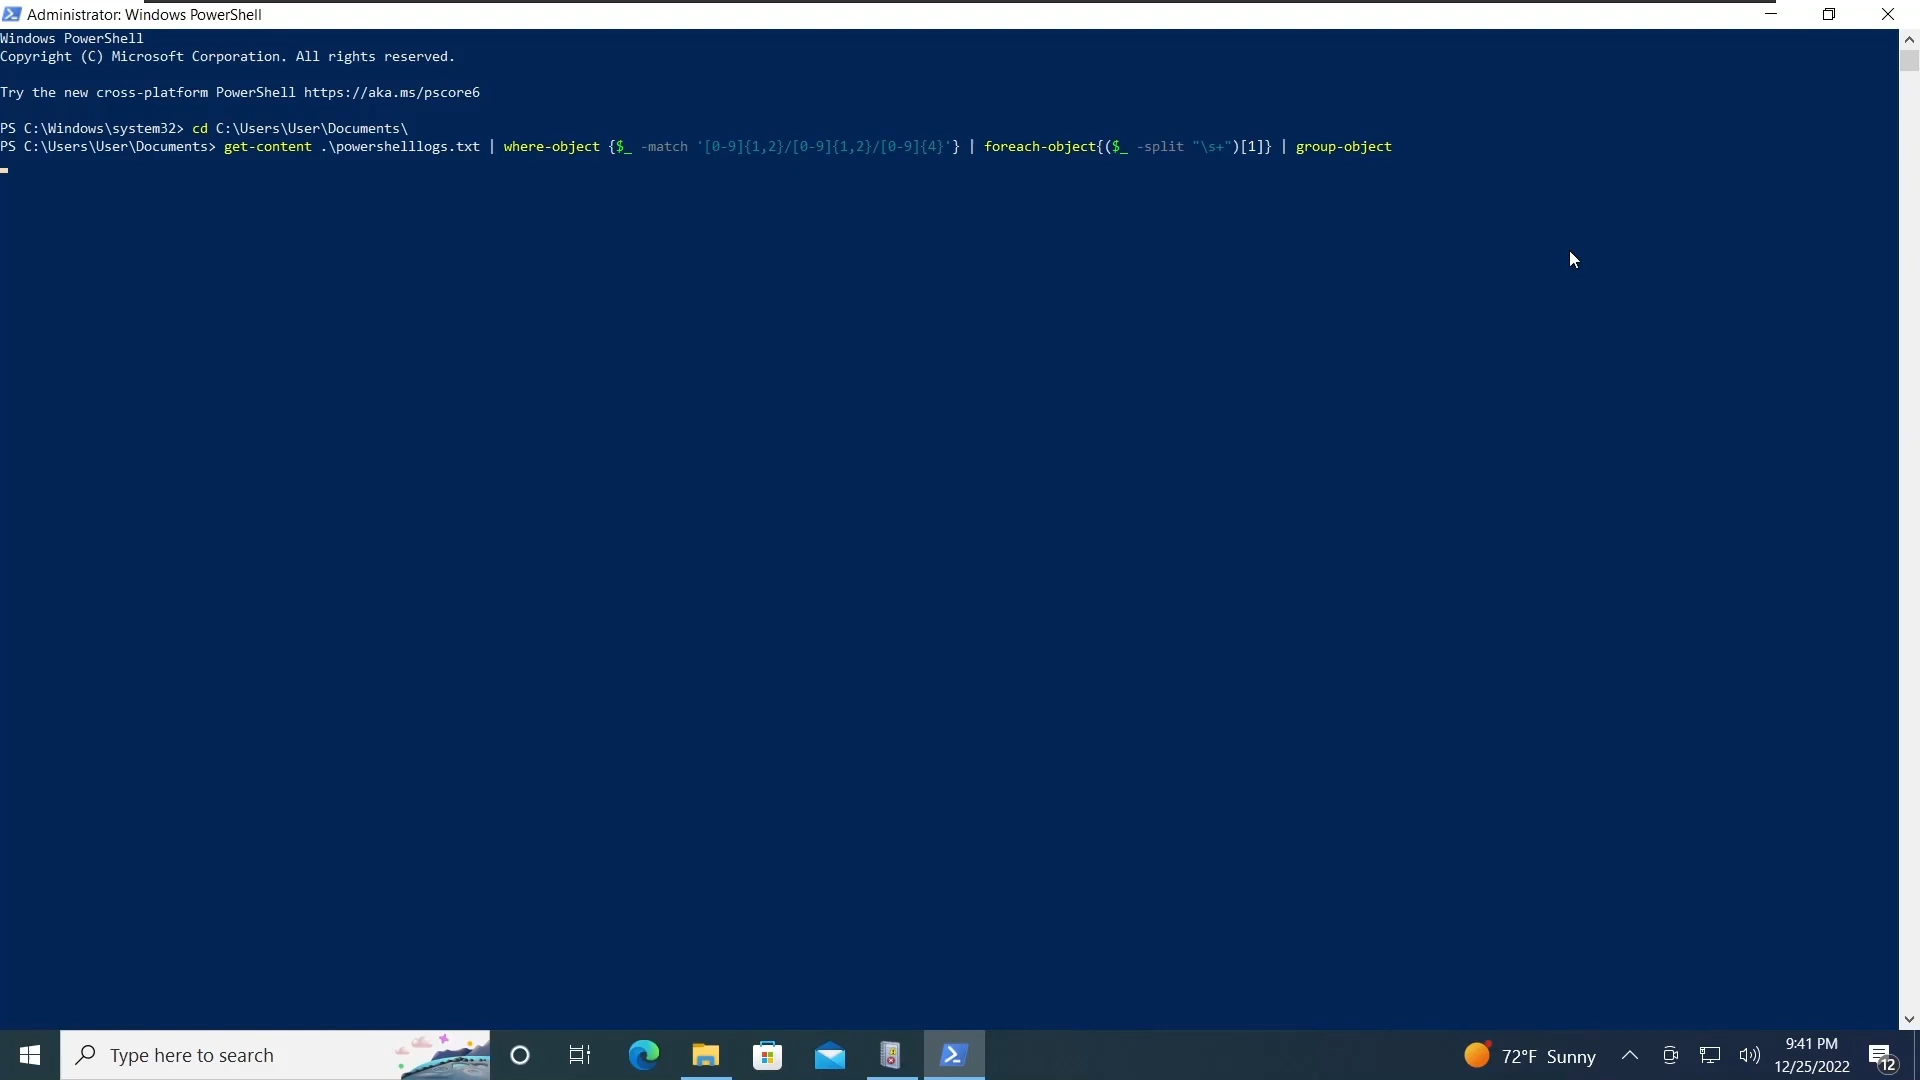 Administrator: Windows PowerShell
Windows PowerShell
Copyright (C) Microsoft Corporation. All rights reserved.
Try the new cross-platform PowerShell https://aka.ms/pscore6
PS C:\Windows\system32> cd C:\Users\User\Documents\
PS C:\Users\User\Documents> get-content .\powershelllogs.txt | where-object {$_ -match '[0-9]{1,2}/[0-9]{1,2}/[0-9]{4}'} | foreach-object{($_ -split "\s+")[1]} | group-object
Type here to search
72°F Sunny
9:41 PM
12/25/2022
12